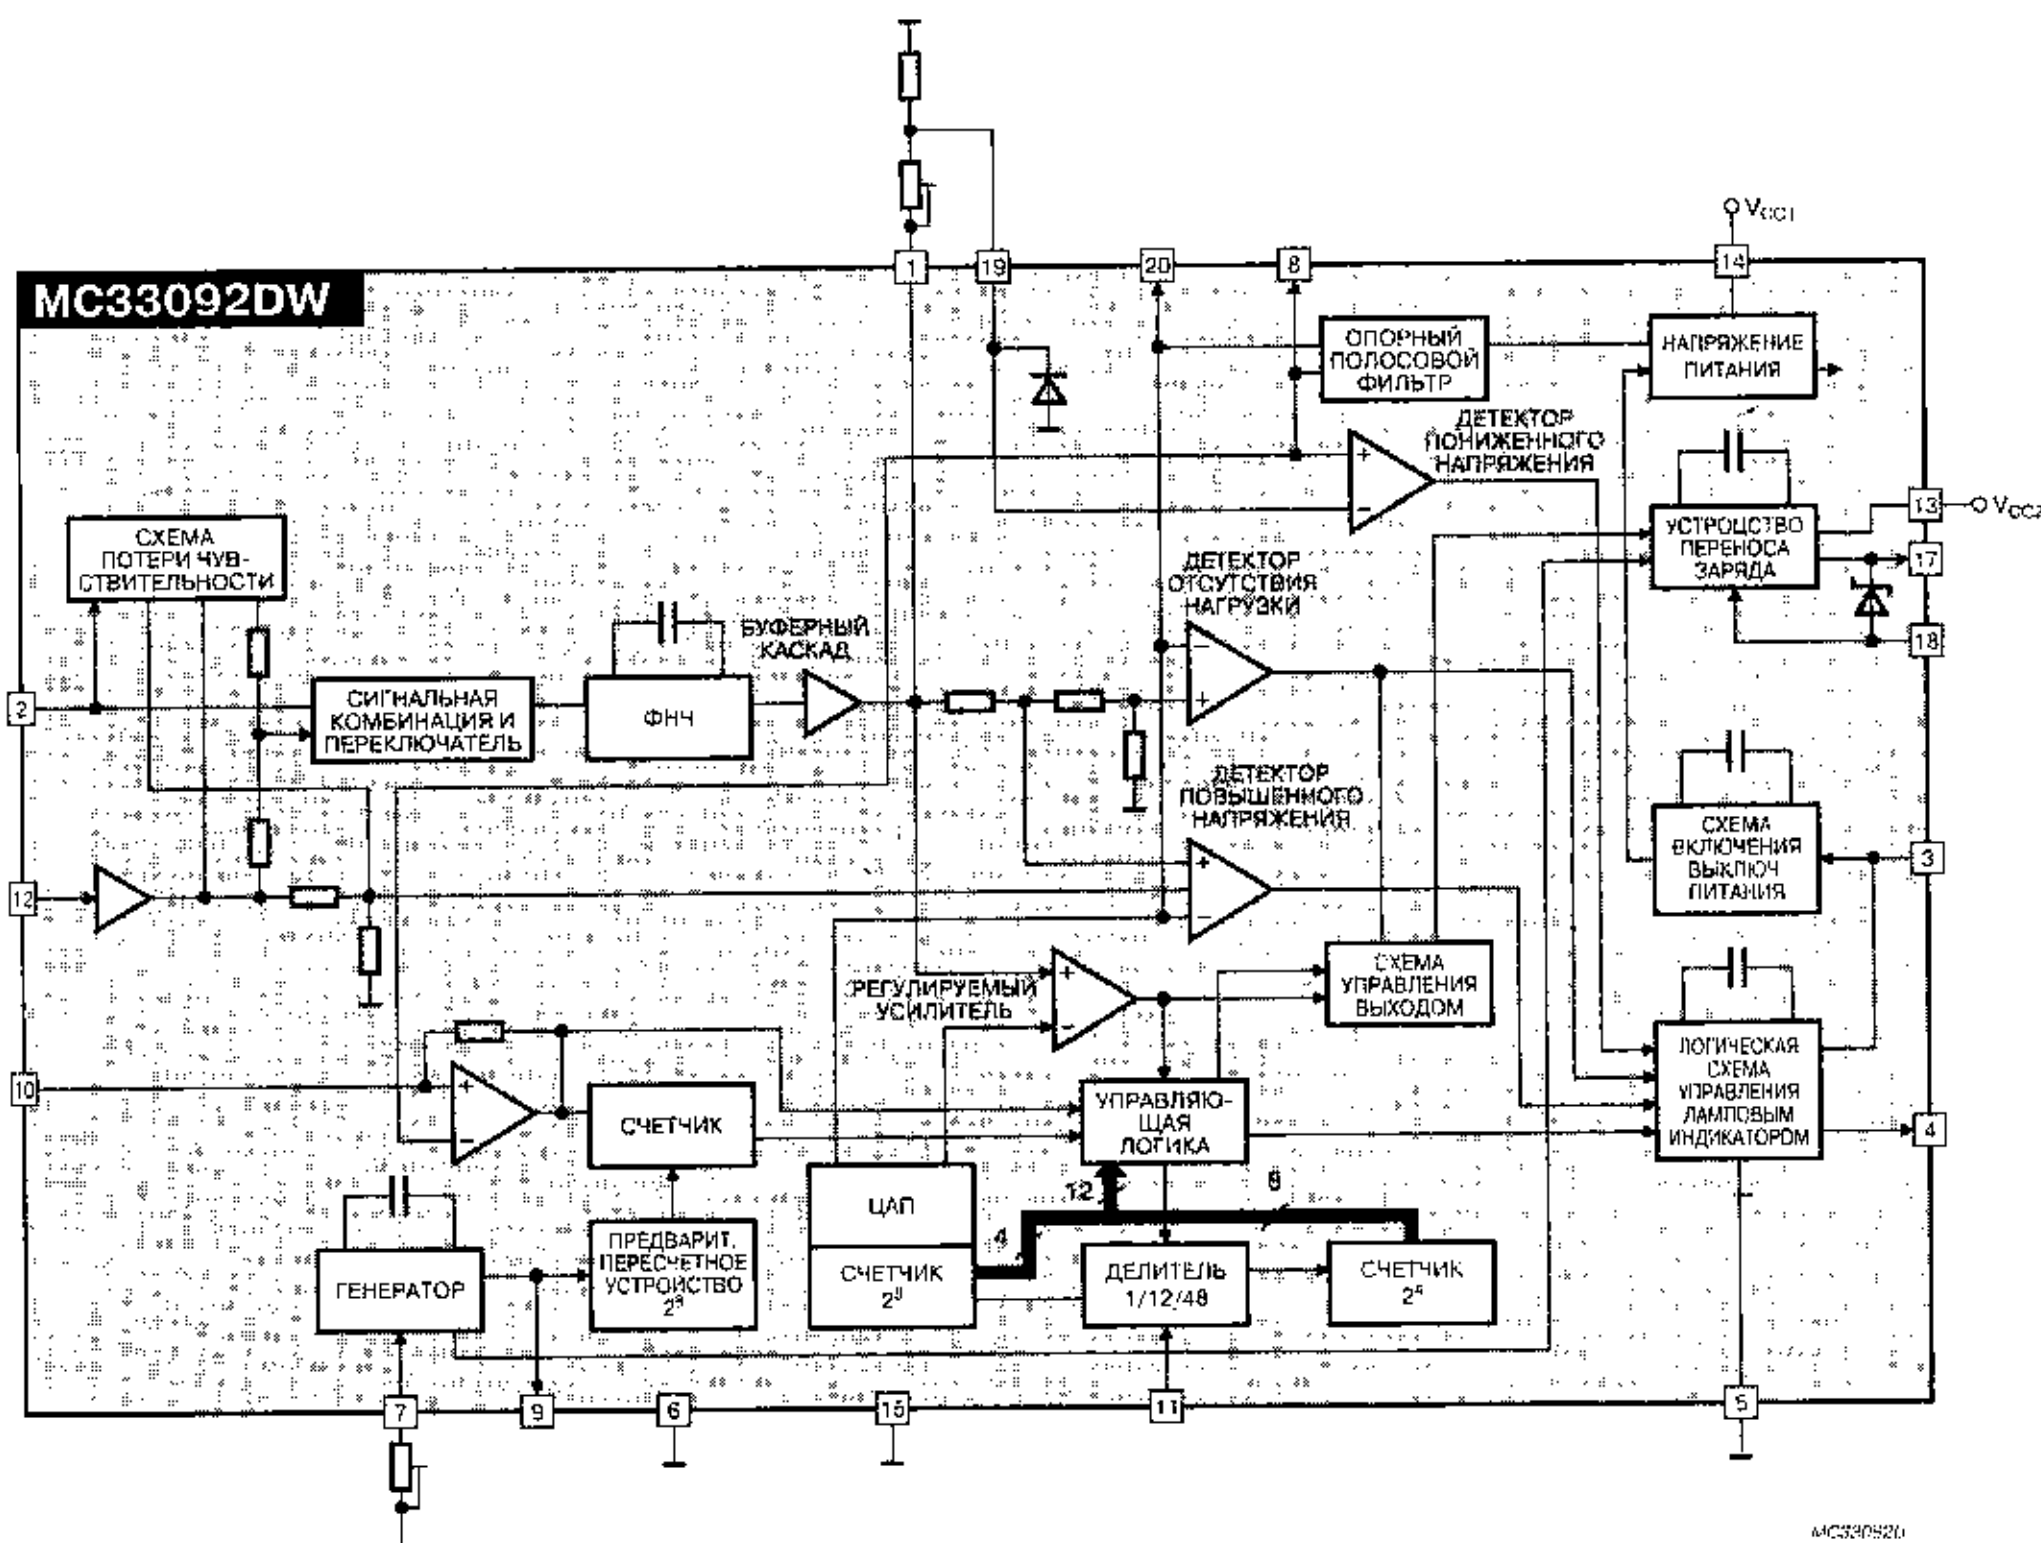 V_CC1
1
19
20
8
14
MC33092DW
ОПОРНЫЙ
ПОЛОСОВОЙ
ФИЛЬТР
НАПРЯЖЕНИЕ
ПИТАНИЯ
ДЕТЕКТОР
ПОНИЖЕННОГО
НАПРЯЖЕНИЯ
+
−
13
V_CC2
УСТРОЦСТВО
ПЕРЕНОСА
ЗАРЯДА
17
18
СХЕМА
ПОТЕРИ ЧУВ-
СТВИТЕЛЬНОСТИ
ДЕТЕКТОР
ОТСУТСТВИЯ
НАГРУЗКИ
−
+
БУФЕРНЫЙ
КАСКАД
2
СИГНАЛЬНАЯ
КОМБИНАЦИЯ И
ПЕРЕКЛЮЧАТЕЛЬ
ФНЧ
ДЕТЕКТОР
ПОВЫШЕННОГО
НАПРЯЖЕНИЯ
+
−
СХЕМА
ВКЛЮЧЕНИЯ
ВЫКЛЮЧ
ПИТАНИЯ
3
12
РЕГУЛИРУЕМЫЙ
УСИЛИТЕЛЬ
+
−
СХЕМА
УПРАВЛЕНИЯ
ВЫХОДОМ
10
+
−
СЧЕТЧИК
УПРАВЛЯЮ-
ЩАЯ
ЛОГИКА
ЛОГИЧЕСКАЯ
СХЕМА
УПРАВЛЕНИЯ
ЛАМПОВЫМ
ИНДИКАТОРОМ
4
12
8
4
ЦАП
СЧЕТЧИК
ГЕНЕРАТОР
ПРЕДВАРИТ.
ПЕРЕСЧЕТНОЕ
УСТРОЙСТВО
ДЕЛИТЕЛЬ
1/12/48
СЧЕТЧИК
7
9
6
15
11
5